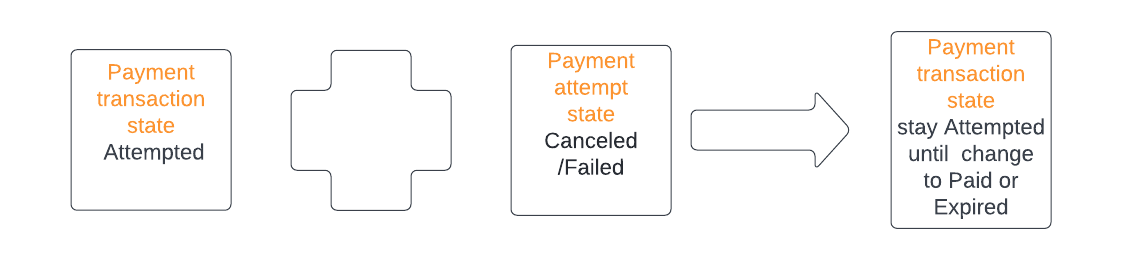 Payment
transaction
state
Attempted
Payment
attempt
state
Canceled
/Failed
Payment
transaction
state
stay Attempted
until change
to Paid or
Expired